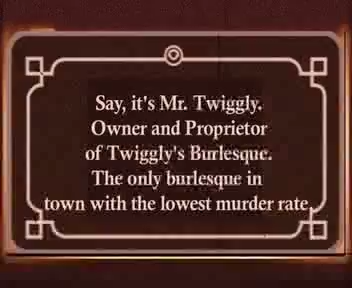 Say, it's Mr. Twiggly.
Owner and Proprietor
of Twiggly's Burlesque.
The only burlesque in
town with the lowest murder rate.